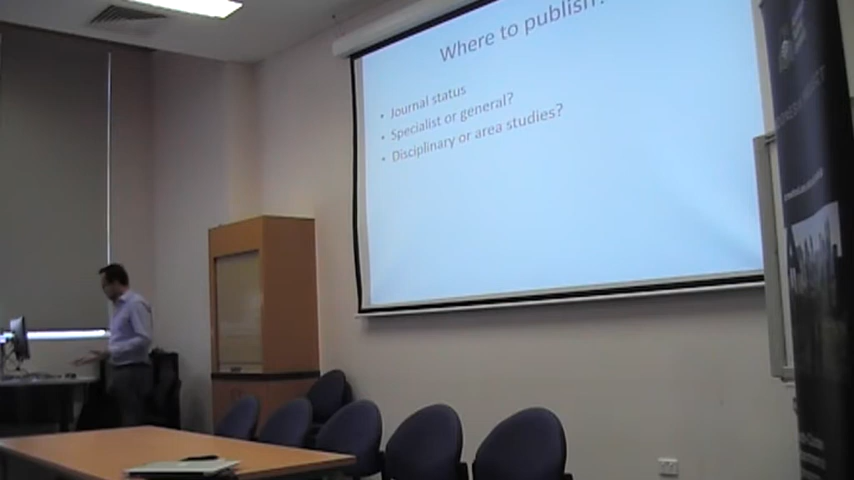 Where to publish?
• Journal status
• Specialist or general?
• Disciplinary or area studies?